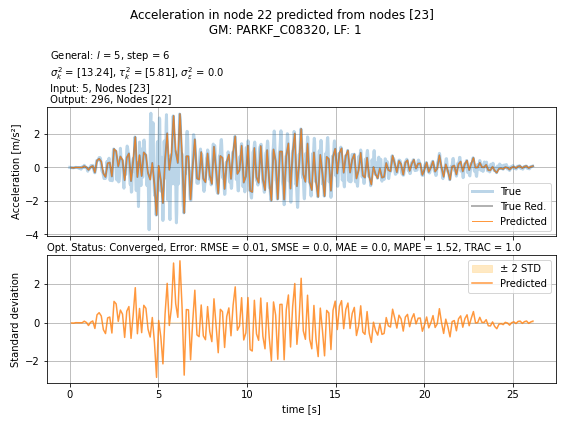 Acceleration in node 22 predicted from nodes [23]
GM: PARKF_C08320, LF: 1
General: l = 5, step = 6
σ²ₖ = [13.24], τ²ₖ = [5.81], σ²ε = 0.0
Input: 5, Nodes [23]
Output: 296, Nodes [22]
Acceleration [m/s²]
2
0
−2
−4
True
True Red.
Predicted
Opt. Status: Converged, Error: RMSE = 0.01, SMSE = 0.0, MAE = 0.0, MAPE = 1.52, TRAC = 1.0
Standard deviation
2
0
−2
± 2 STD
Predicted
0 5 10 15 20 25
time [s]